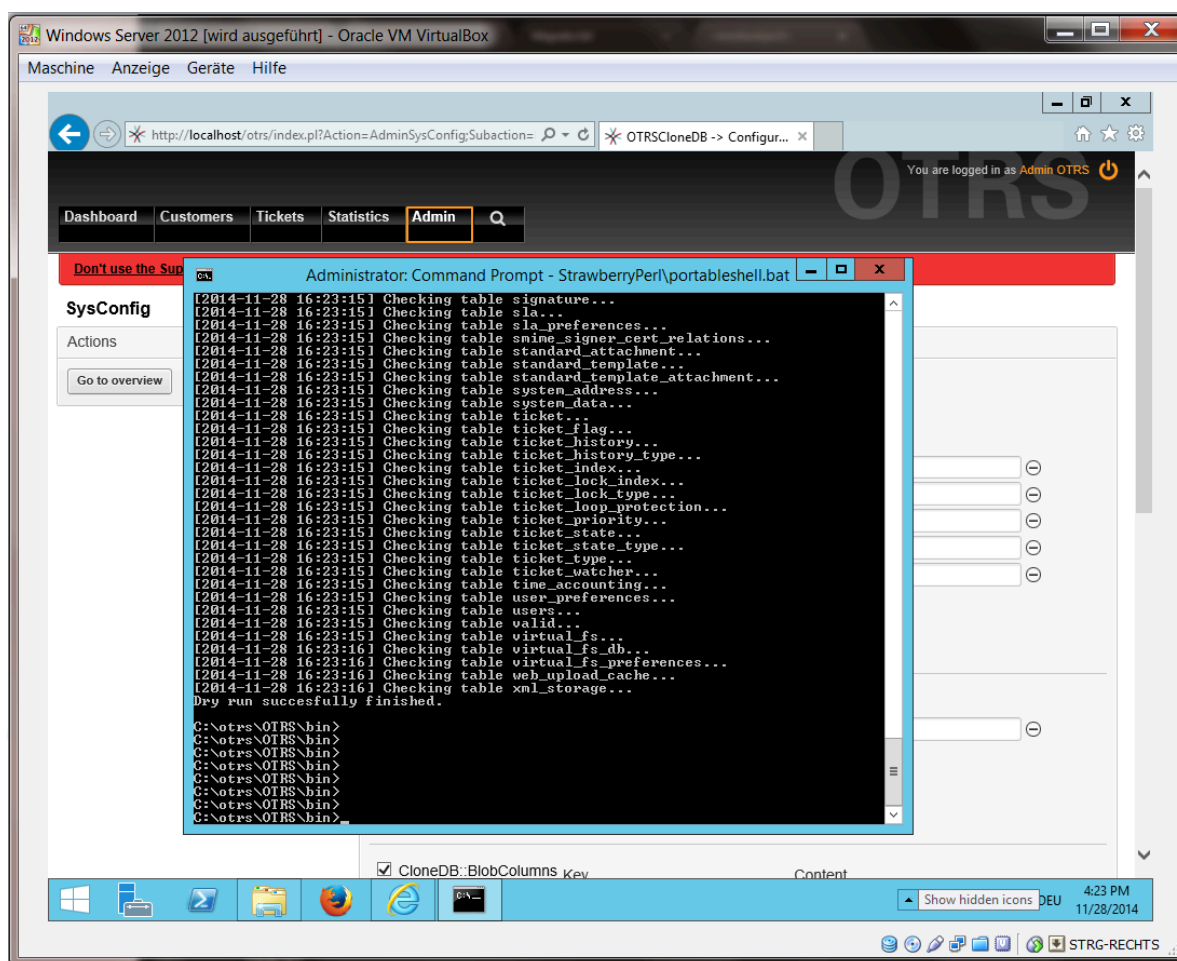 Windows Server 2012 [wird ausgeführt] - Oracle VM VirtualBox
Maschine Anzeige Geräte Hilfe
http://localhost/otrs/index.pl?Action=AdminSysConfig;Subaction=
OTRSCloneDB -> Configur...
OTRS
You are logged in as Admin OTRS
Dashboard Customers Tickets Statistics Admin
Don't use the Sup
Administrator: Command Prompt - StrawberryPerl\portableshell.bat
SysConfig
Actions
Go to overview
[2014-11-28 16:23:15] Checking table signature...
[2014-11-28 16:23:15] Checking table sla...
[2014-11-28 16:23:15] Checking table sla_preferences...
[2014-11-28 16:23:15] Checking table smime_signer_cert_relations...
[2014-11-28 16:23:15] Checking table standard_attachment...
[2014-11-28 16:23:15] Checking table standard_template...
[2014-11-28 16:23:15] Checking table standard_template_attachment...
[2014-11-28 16:23:15] Checking table system_address...
[2014-11-28 16:23:15] Checking table system_data...
[2014-11-28 16:23:15] Checking table ticket...
[2014-11-28 16:23:15] Checking table ticket_flag...
[2014-11-28 16:23:15] Checking table ticket_history...
[2014-11-28 16:23:15] Checking table ticket_history_type...
[2014-11-28 16:23:15] Checking table ticket_index...
[2014-11-28 16:23:15] Checking table ticket_lock_index...
[2014-11-28 16:23:15] Checking table ticket_lock_type...
[2014-11-28 16:23:15] Checking table ticket_loop_protection...
[2014-11-28 16:23:15] Checking table ticket_priority...
[2014-11-28 16:23:15] Checking table ticket_state...
[2014-11-28 16:23:15] Checking table ticket_state_type...
[2014-11-28 16:23:15] Checking table ticket_type...
[2014-11-28 16:23:15] Checking table ticket_watcher...
[2014-11-28 16:23:15] Checking table time_accounting...
[2014-11-28 16:23:15] Checking table user_preferences...
[2014-11-28 16:23:15] Checking table users...
[2014-11-28 16:23:15] Checking table valid...
[2014-11-28 16:23:15] Checking table virtual_fs...
[2014-11-28 16:23:16] Checking table virtual_fs_db...
[2014-11-28 16:23:16] Checking table virtual_fs_preferences...
[2014-11-28 16:23:16] Checking table web_upload_cache...
[2014-11-28 16:23:16] Checking table xml_storage...
Dry run succesfully finished.
C:\otrs\OTRS\bin>
C:\otrs\OTRS\bin>
C:\otrs\OTRS\bin>
C:\otrs\OTRS\bin>
C:\otrs\OTRS\bin>
C:\otrs\OTRS\bin>
C:\otrs\OTRS\bin>
C:\otrs\OTRS\bin>_
CloneDB::BlobColumns Key Content
Show hidden icons DEU
4:23 PM
11/28/2014
STRG-RECHTS